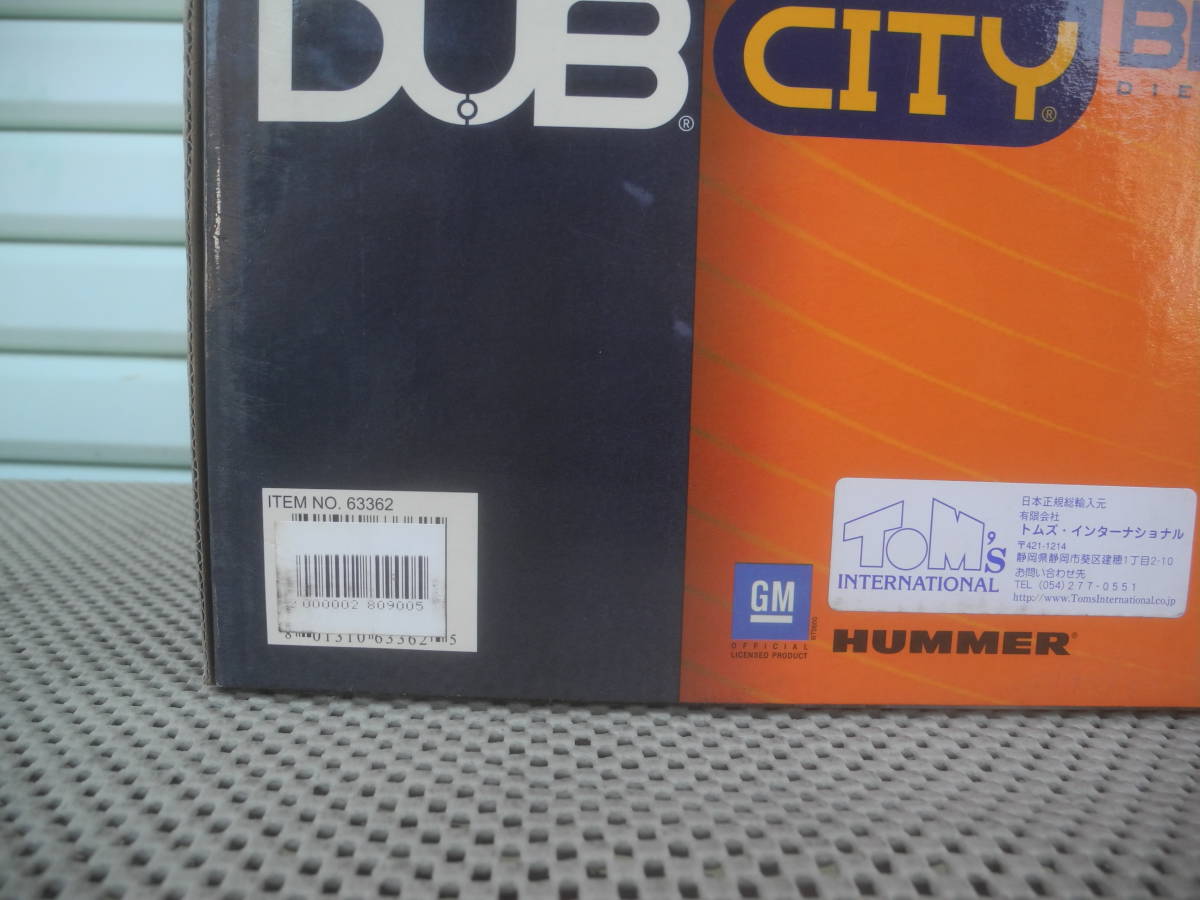 DUB®
CITY®
ITEM NO. 63362
2000002 809005
8 01310 63362 5
GM
OFFICIAL
LICENSED PRODUCT
HUMMER
TOM's
INTERNATIONAL
日本正規総輸入元
有限会社
トムズ・インターナショナル
〒421-1214
静岡県静岡市葵区建穂1丁目2-10
お問い合わせ先
TEL (054)277-0551
http://www.TomsInternational.co.jp